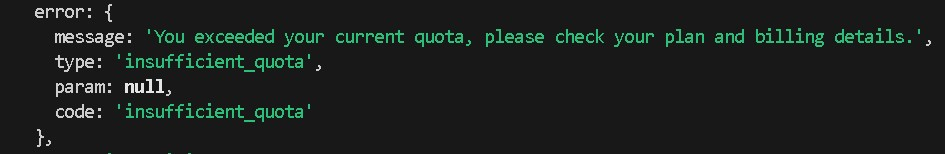 error: {
message: 'You exceeded your current quota, please check your plan and billing details.',
type: 'insufficient_quota',
param: null,
code: 'insufficient_quota'
},